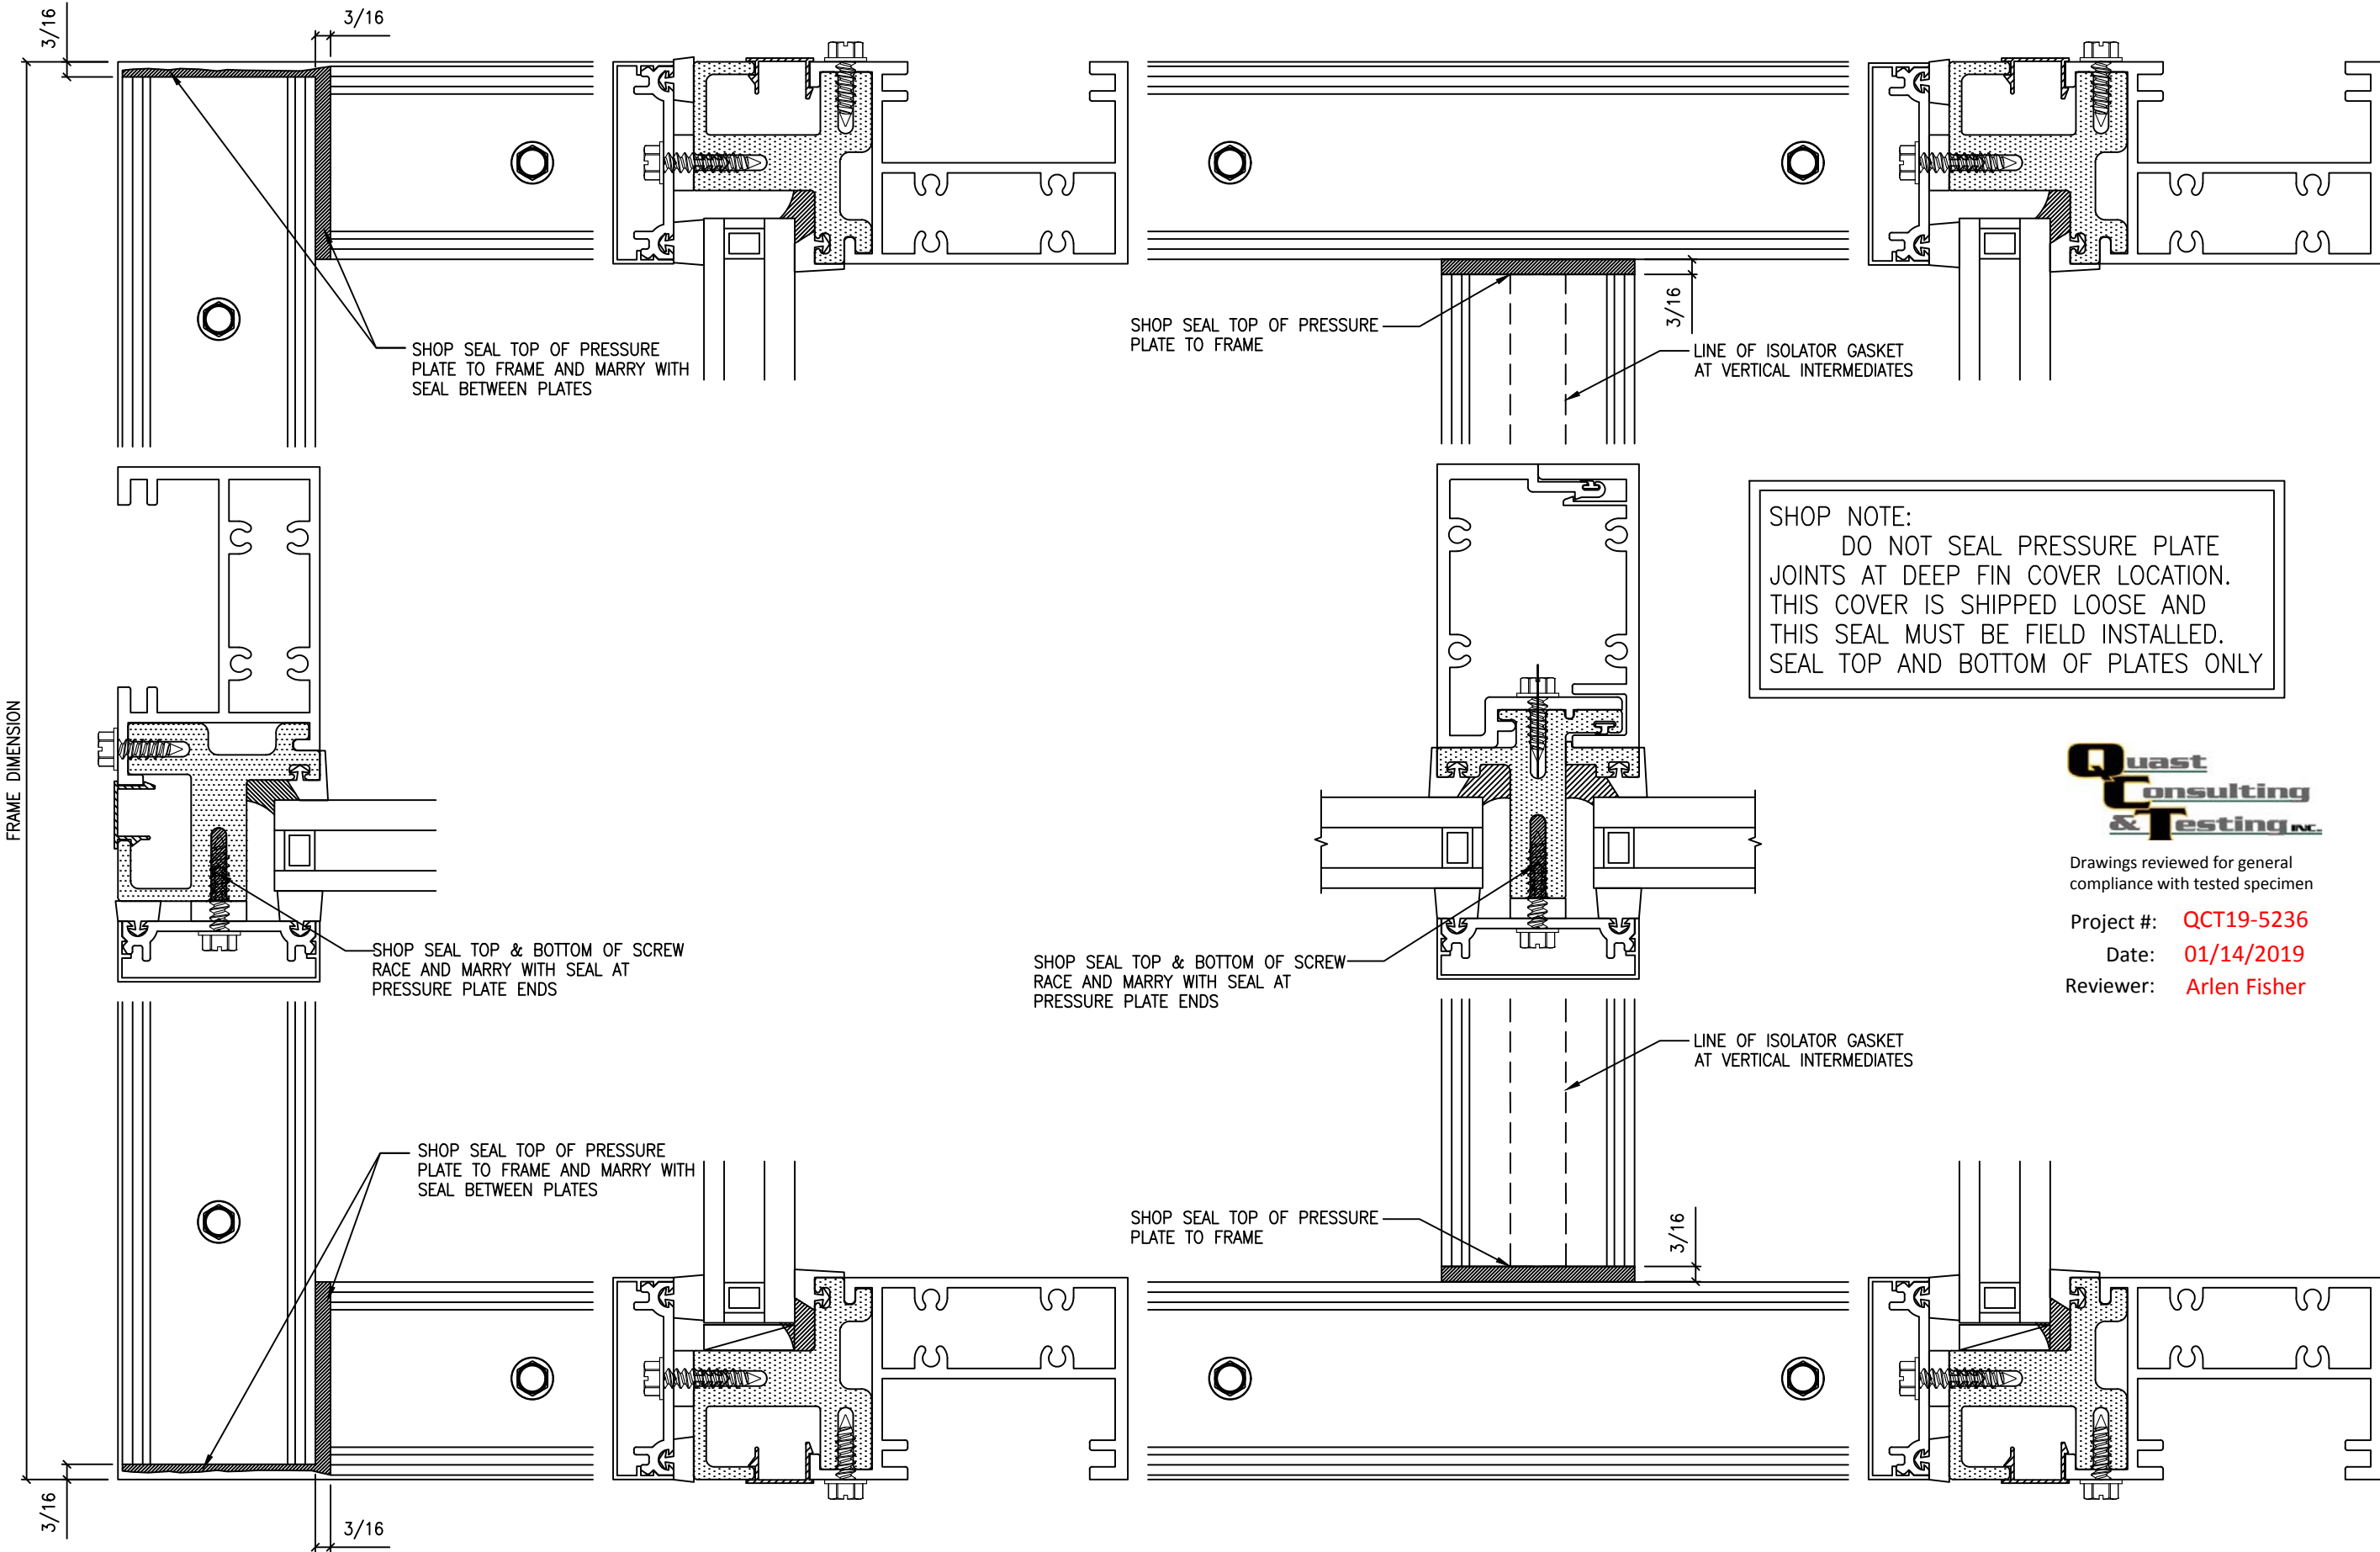 3/16
3/16
SHOP SEAL TOP OF PRESSURE
PLATE TO FRAME AND MARRY WITH
SEAL BETWEEN PLATES
SHOP SEAL TOP OF PRESSURE
PLATE TO FRAME
3/16
LINE OF ISOLATOR GASKET
AT VERTICAL INTERMEDIATES
SHOP NOTE:
DO NOT SEAL PRESSURE PLATE
JOINTS AT DEEP FIN COVER LOCATION.
THIS COVER IS SHIPPED LOOSE AND
THIS SEAL MUST BE FIELD INSTALLED.
SEAL TOP AND BOTTOM OF PLATES ONLY
FRAME DIMENSION
Quast
Consulting
& Testing INC.
Drawings reviewed for general
compliance with tested specimen
Project #: QCT19-5236
Date: 01/14/2019
Reviewer: Arlen Fisher
SHOP SEAL TOP & BOTTOM OF SCREW
RACE AND MARRY WITH SEAL AT
PRESSURE PLATE ENDS
SHOP SEAL TOP & BOTTOM OF SCREW
RACE AND MARRY WITH SEAL AT
PRESSURE PLATE ENDS
LINE OF ISOLATOR GASKET
AT VERTICAL INTERMEDIATES
SHOP SEAL TOP OF PRESSURE
PLATE TO FRAME AND MARRY WITH
SEAL BETWEEN PLATES
SHOP SEAL TOP OF PRESSURE
PLATE TO FRAME
3/16
3/16
3/16